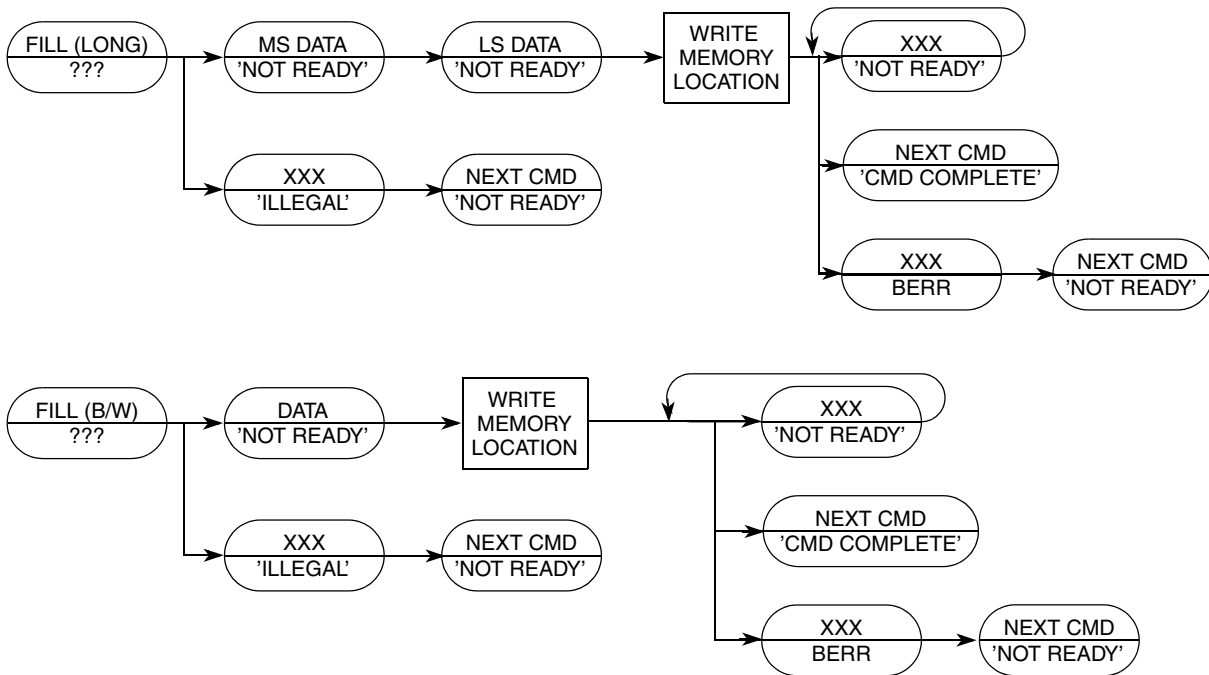 FILL (LONG)
???
MS DATA
'NOT READY'
LS DATA
'NOT READY'
WRITE
MEMORY
LOCATION
XXX
'NOT READY'
XXX
'ILLEGAL'
NEXT CMD
'NOT READY'
NEXT CMD
'CMD COMPLETE'
XXX
BERR
NEXT CMD
'NOT READY'
FILL (B/W)
???
DATA
'NOT READY'
WRITE
MEMORY
LOCATION
XXX
'NOT READY'
XXX
'ILLEGAL'
NEXT CMD
'NOT READY'
NEXT CMD
'CMD COMPLETE'
XXX
BERR
NEXT CMD
'NOT READY'